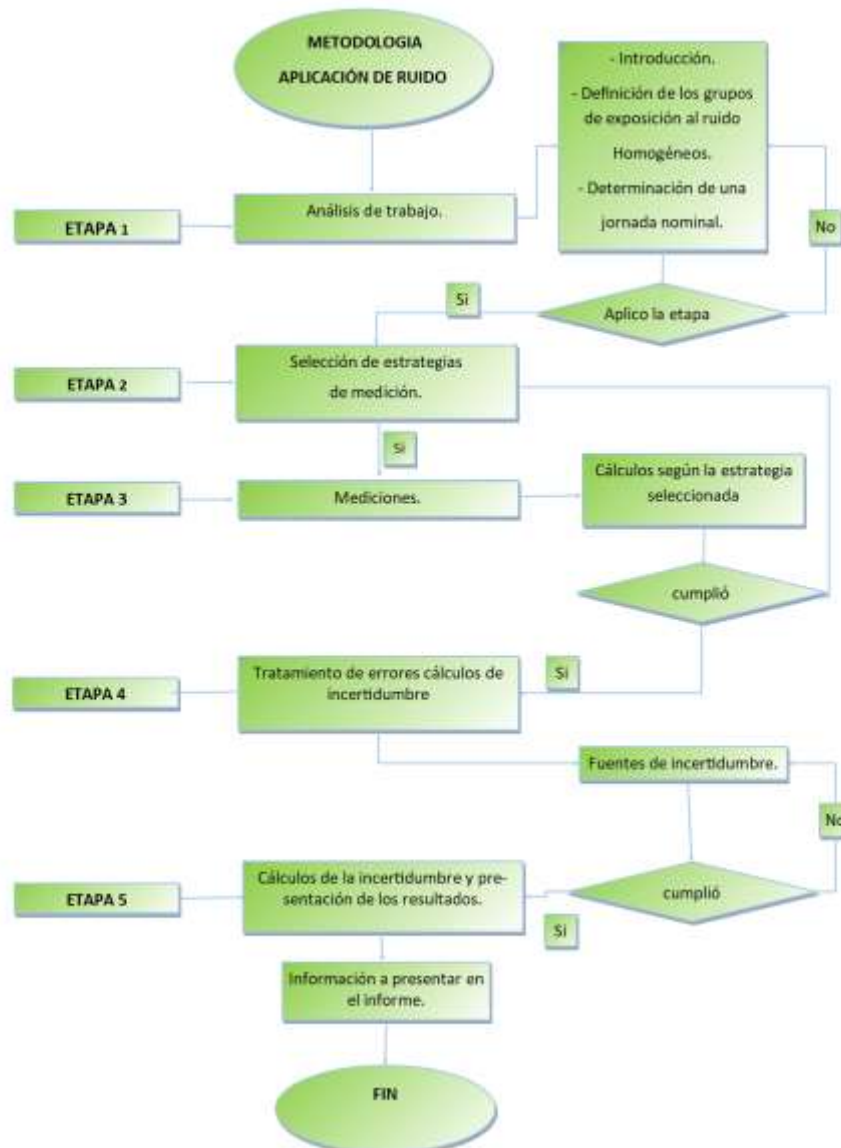 METODOLOGIA
APLICACIÓN DE RUIDO
- Introducción.
- Definición de los grupos
de exposición al ruido
Homogéneos.
- Determinación de una
jornada nominal.
ETAPA 1
Análisis de trabajo.
No
Si
Aplico la etapa
ETAPA 2
Selección de estrategias
de medición.
Si
ETAPA 3
Mediciones.
Cálculos según la estrategia
seleccionada
cumplió
ETAPA 4
Tratamiento de errores cálculos de
incertidumbre
Si
Fuentes de incertidumbre.
No
ETAPA 5
Cálculos de la incertidumbre y pre-
sentación de los resultados.
cumplió
Si
Información a presentar en
el informe.
FIN